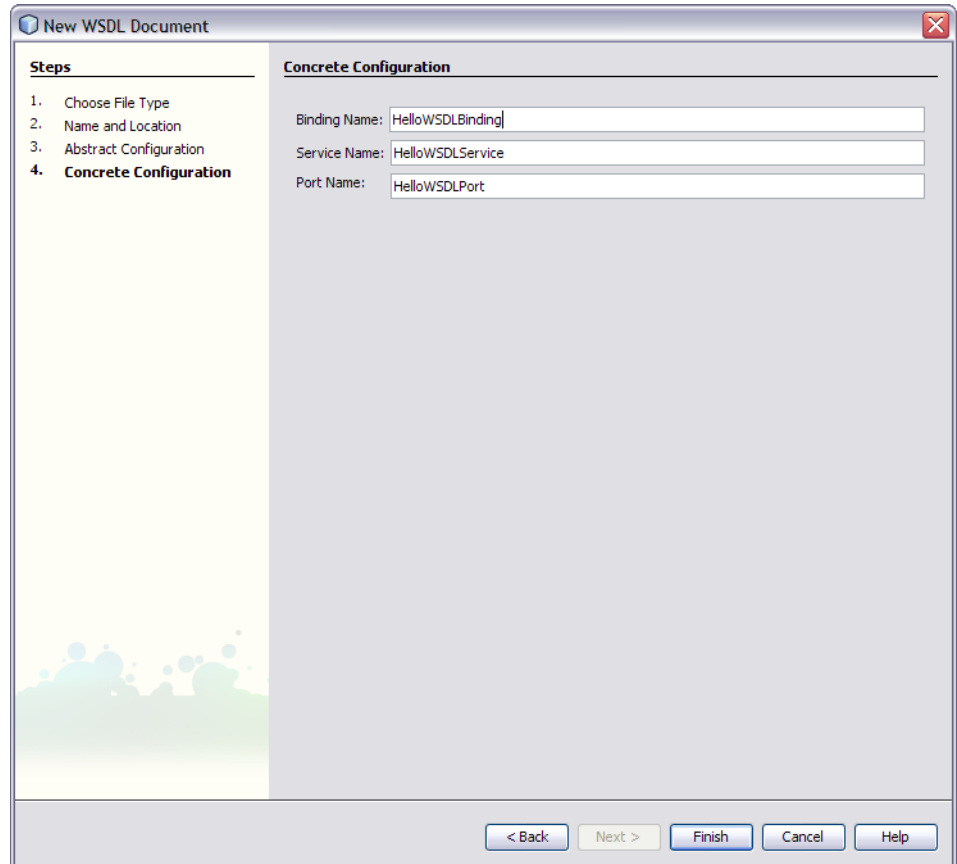 New WSDL Document
Steps
1. Choose File Type
2. Name and Location
3. Abstract Configuration
4. Concrete Configuration
Concrete Configuration
Binding Name: HelloWSDLBinding
Service Name: HelloWSDLService
Port Name: HelloWSDLPort
< Back Next > Finish Cancel Help